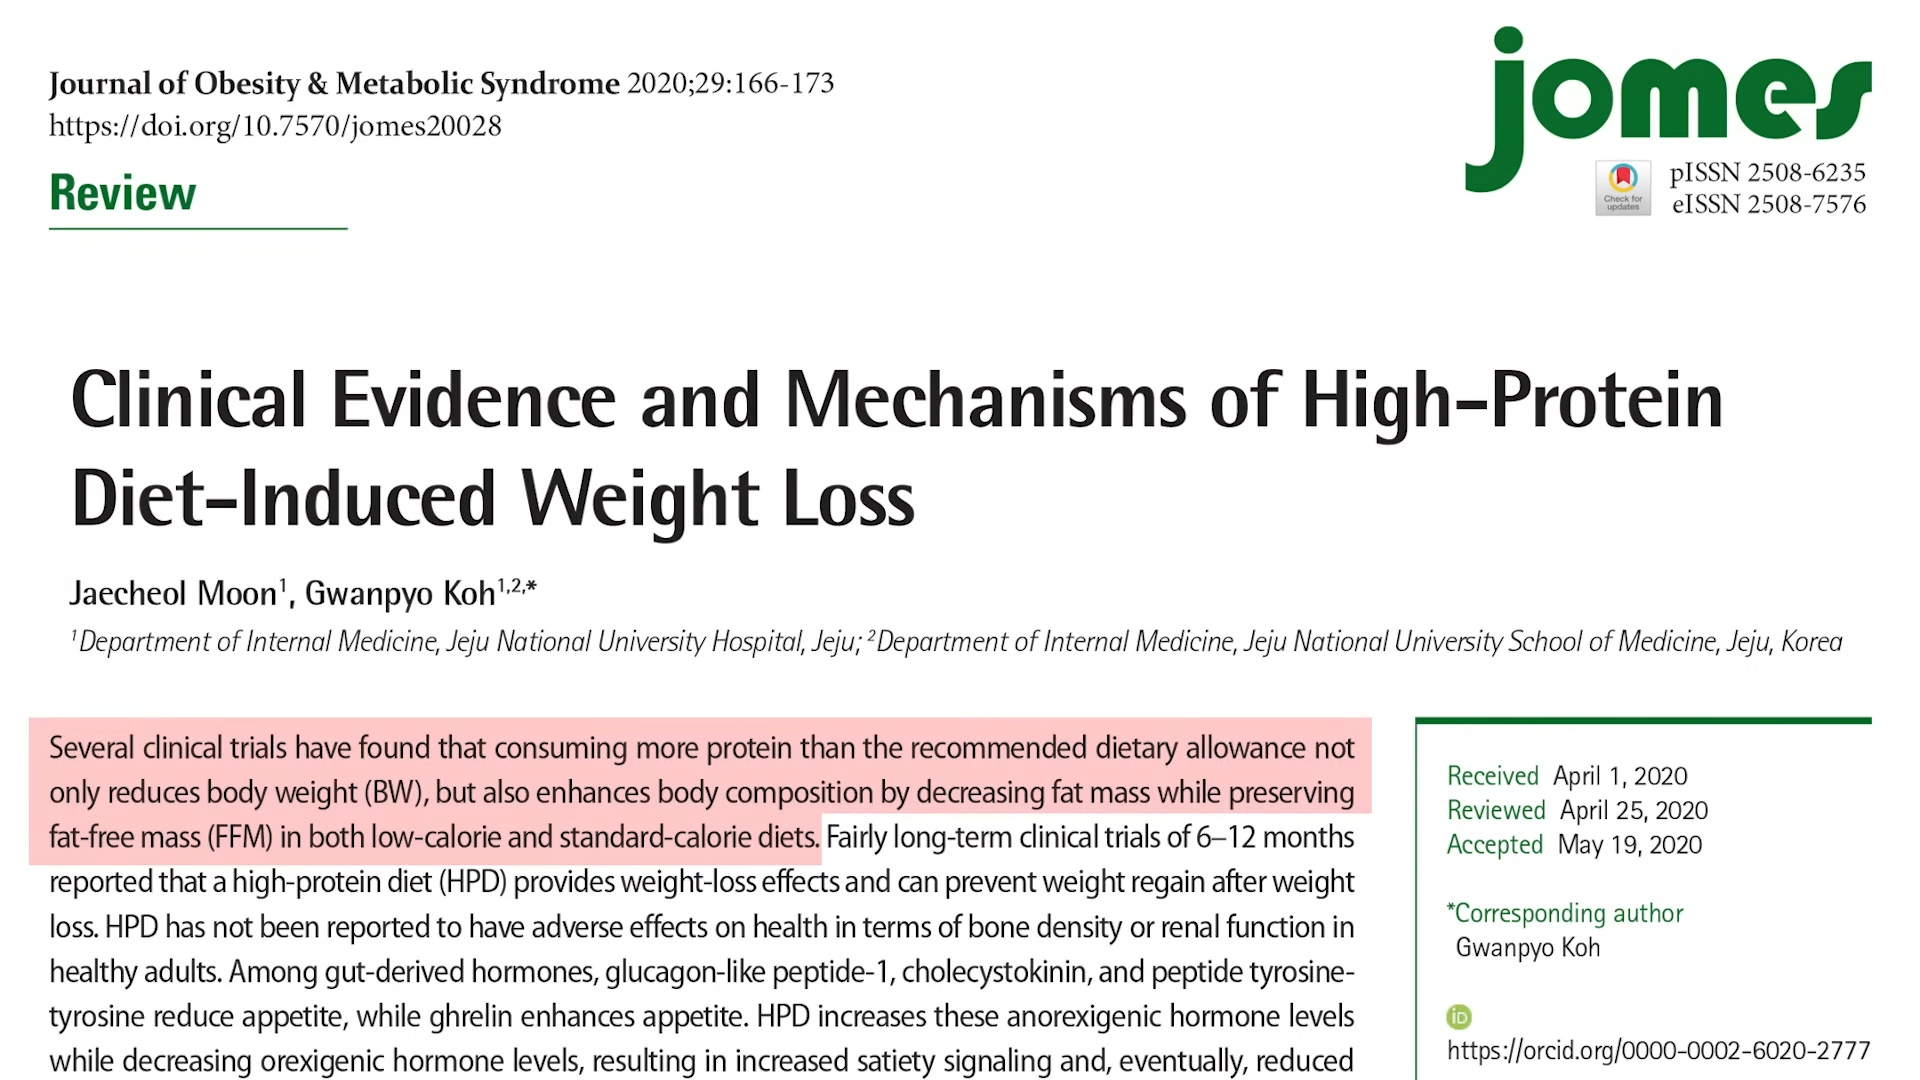 Journal of Obesity & Metabolic Syndrome 2020;29:166-173
https://doi.org/10.7570/jomes20028
Review
jomes
Check for
updates
pISSN 2508-6235
eISSN 2508-7576
Clinical Evidence and Mechanisms of High-Protein
Diet-Induced Weight Loss
Jaecheol Moon¹, Gwanpyo Koh¹,²,*
¹Department of Internal Medicine, Jeju National University Hospital, Jeju; ²Department of Internal Medicine, Jeju National University School of Medicine, Jeju, Korea
Several clinical trials have found that consuming more protein than the recommended dietary allowance not
only reduces body weight (BW), but also enhances body composition by decreasing fat mass while preserving
fat-free mass (FFM) in both low-calorie and standard-calorie diets. Fairly long-term clinical trials of 6–12 months
reported that a high-protein diet (HPD) provides weight-loss effects and can prevent weight regain after weight
loss. HPD has not been reported to have adverse effects on health in terms of bone density or renal function in
healthy adults. Among gut-derived hormones, glucagon-like peptide-1, cholecystokinin, and peptide tyrosine-
tyrosine reduce appetite, while ghrelin enhances appetite. HPD increases these anorexigenic hormone levels
while decreasing orexigenic hormone levels, resulting in increased satiety signaling and, eventually, reduced
Received April 1, 2020
Reviewed April 25, 2020
Accepted May 19, 2020
*Corresponding author
Gwanpyo Koh
iD
https://orcid.org/0000-0002-6020-2777